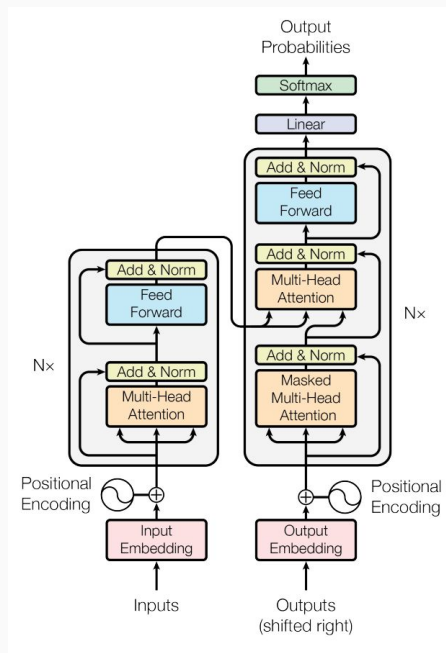 Output
Probabilities
Softmax
Linear
Add & Norm
Feed
Forward
Add & Norm
Multi-Head
Attention
Add & Norm
Masked
Multi-Head
Attention
N×
Add & Norm
Feed
Forward
Add & Norm
Multi-Head
Attention
N×
Positional
Encoding
Positional
Encoding
Input
Embedding
Output
Embedding
Inputs
Outputs
(shifted right)